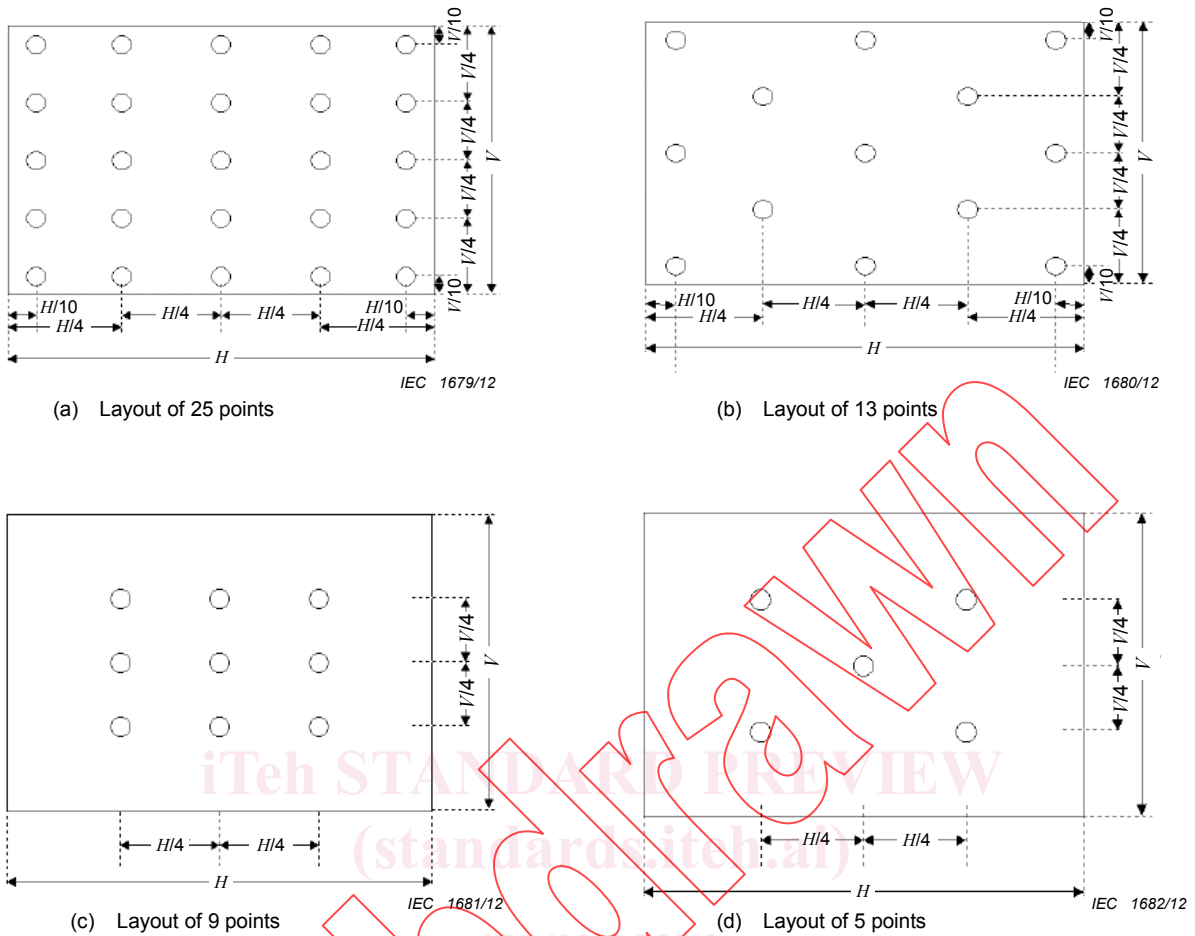 V/10
V/4
V/4
V/4
V/4
V
V/10
H/10
H/4
H/4
H/4
H/10
H/4
H
IEC 1679/12
(a) Layout of 25 points
V/10
V/4
V/4
V/4
V/4
V
V/10
H/10
H/4
H/4
H/4
H/10
H/4
H
IEC 1680/12
(b) Layout of 13 points
V/4
V/4
V
H/4
H/4
H
IEC 1681/12
(c) Layout of 9 points
V/4
V/4
V
H/4
H/4
H
IEC 1682/12
(d) Layout of 5 points
iTeh STANDARD PREVIEW
(standards.iteh.ai)